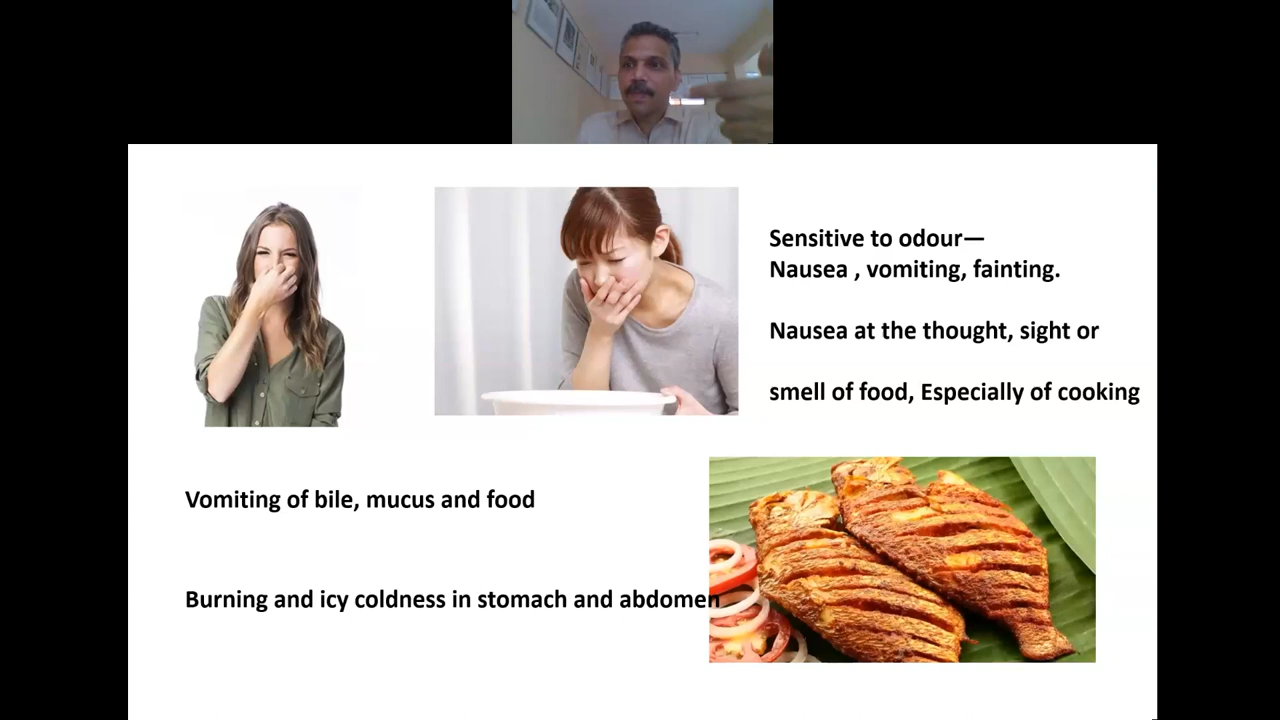 Sensitive to odour—
Nausea , vomiting, fainting.
Nausea at the thought, sight or
smell of food, Especially of cooking
Vomiting of bile, mucus and food
Burning and icy coldness in stomach and abdomen